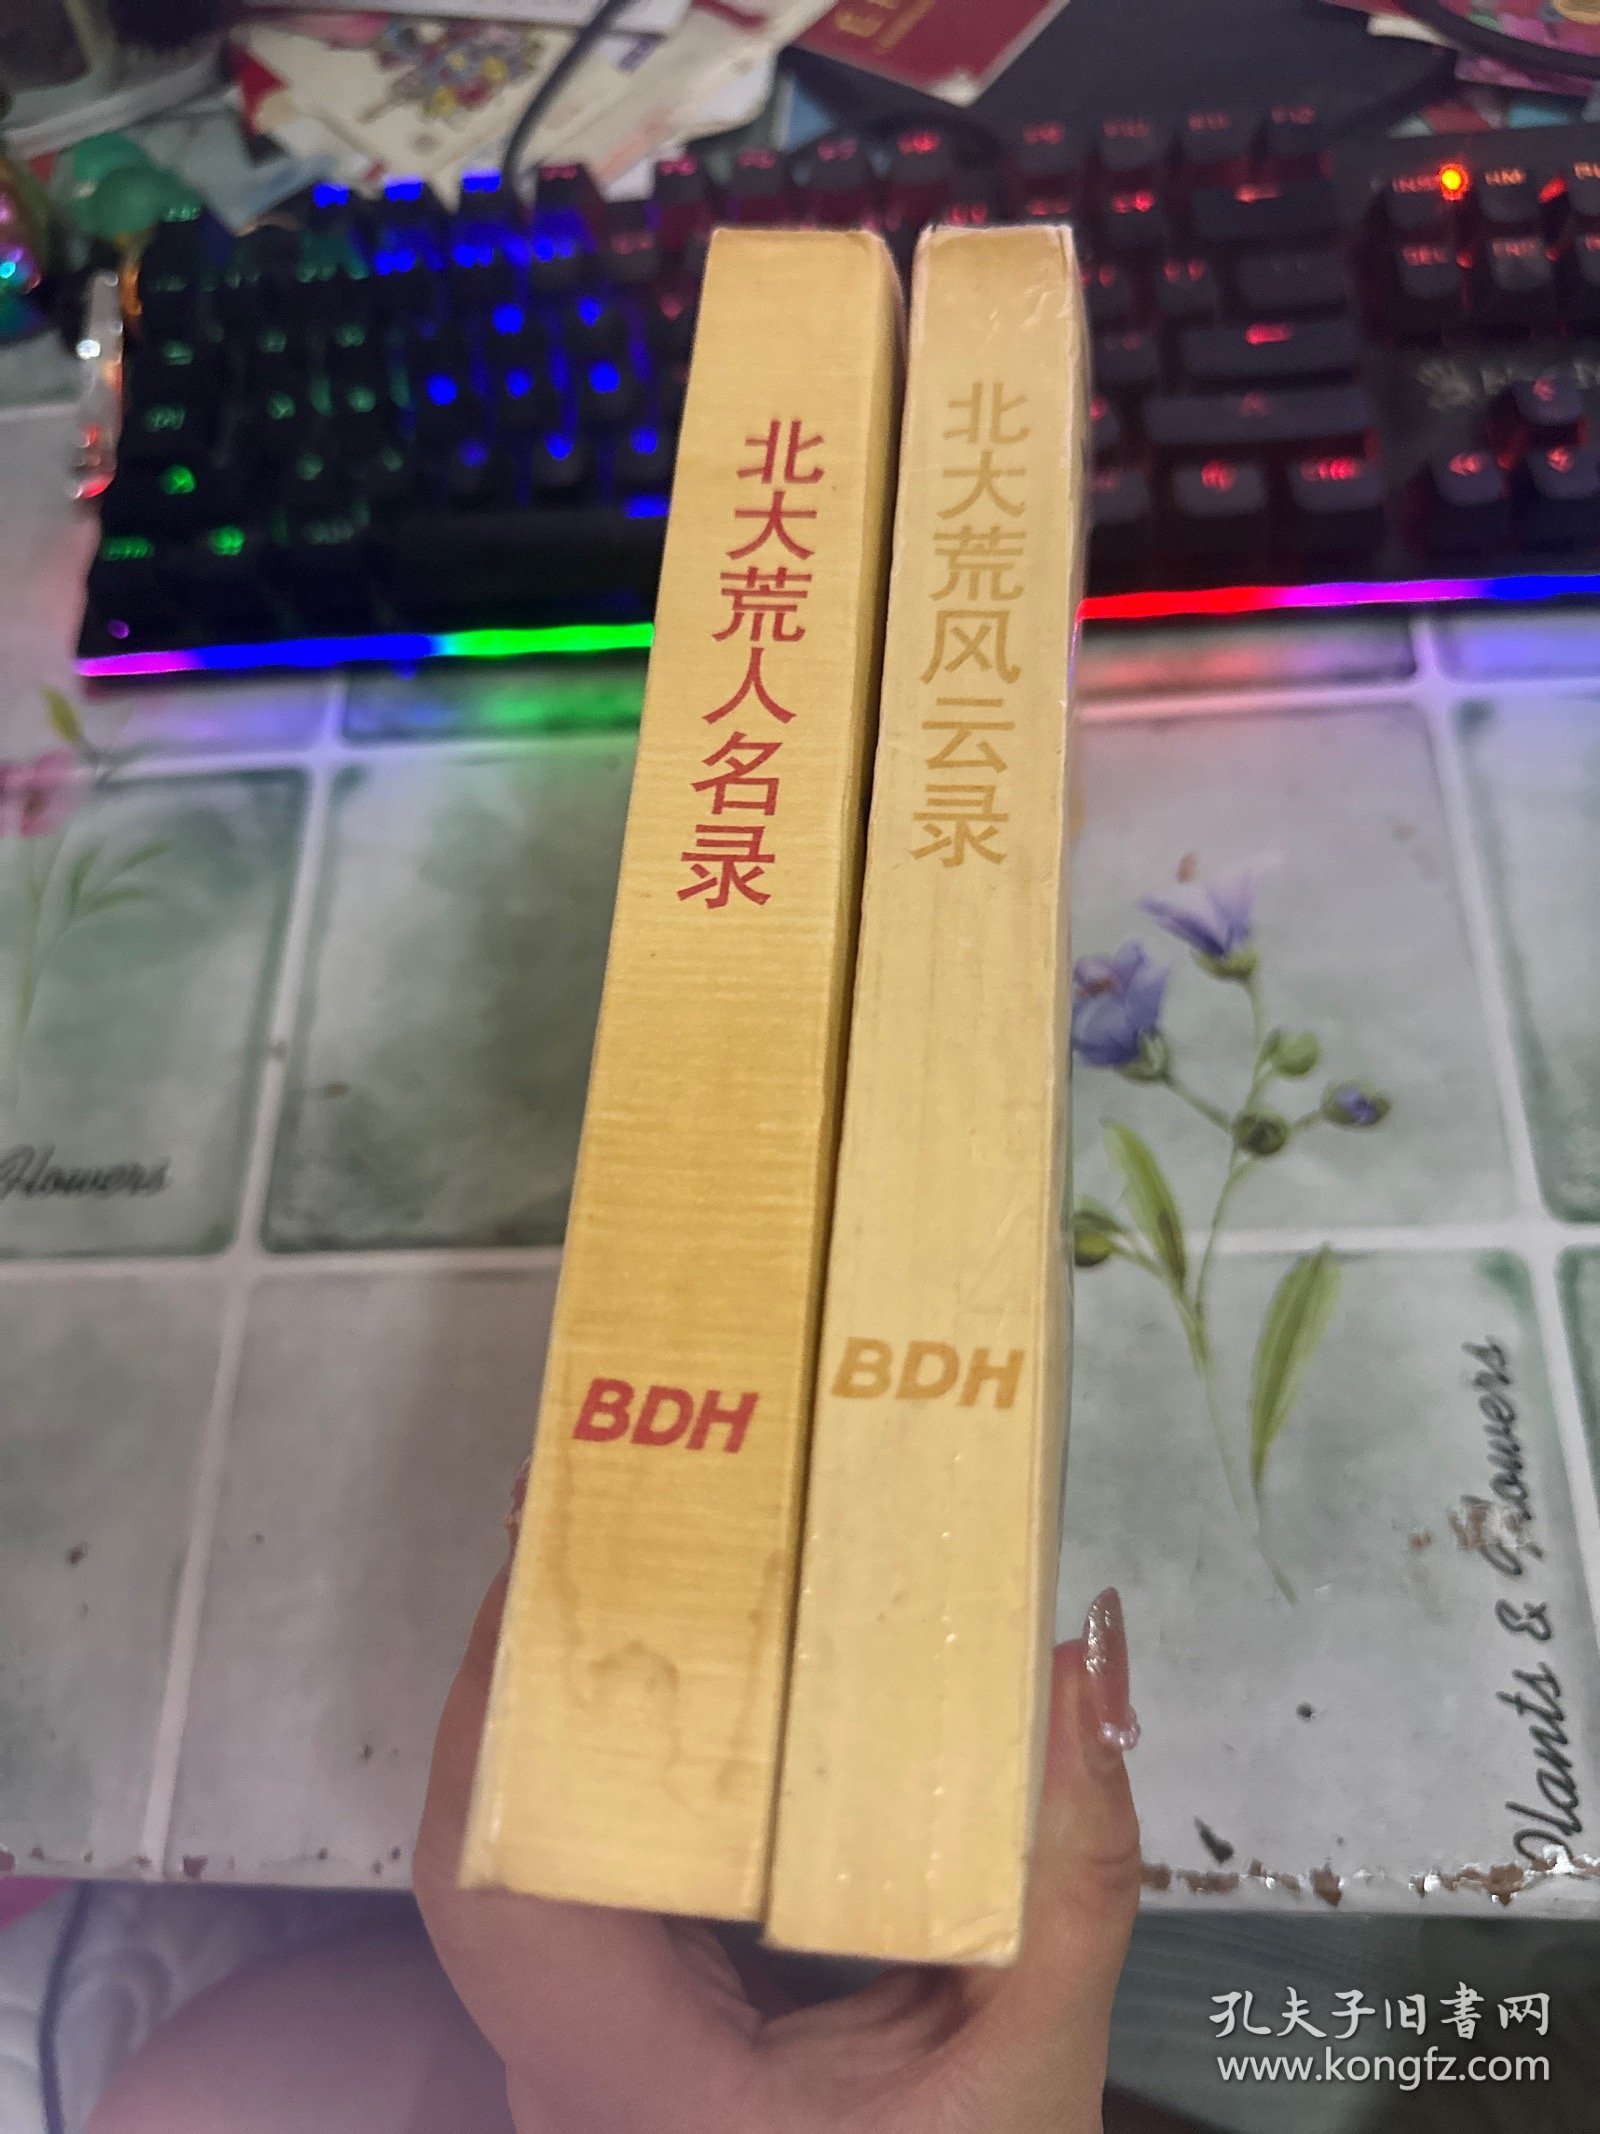 北大荒人名录
BDH
北大荒风云录
BDH
Flowers
Plants & Flowers
孔夫子旧書网
www.kongfz.com